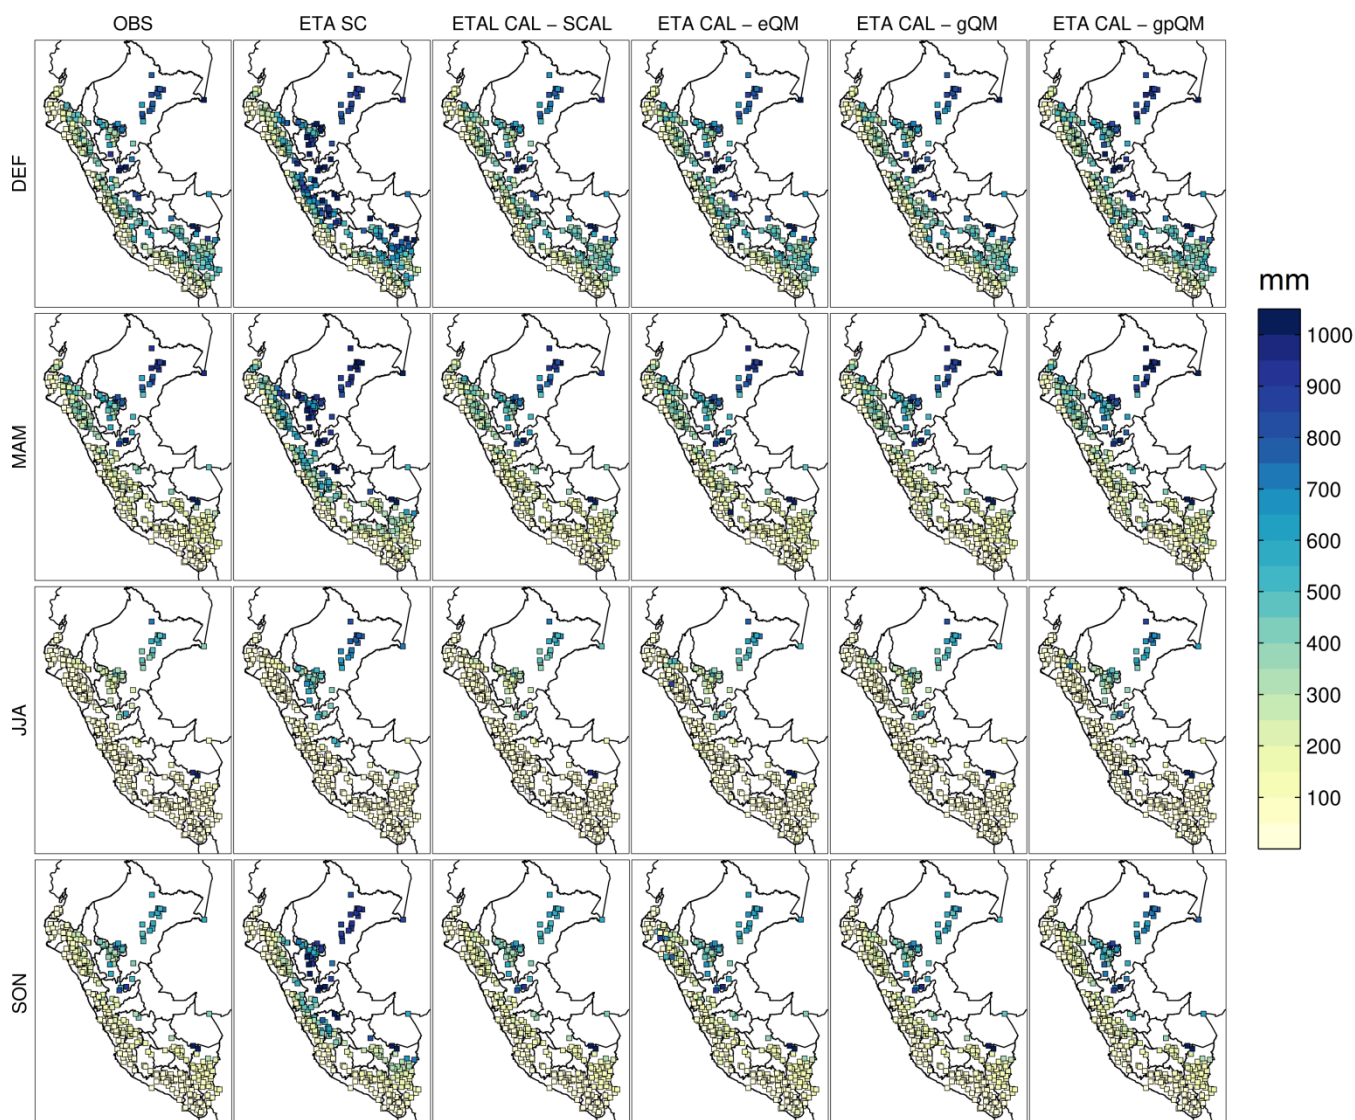 OBS
ETA SC
ETAL CAL − SCAL
ETA CAL − eQM
ETA CAL − gQM
ETA CAL − gpQM
DEF
MAM
JJA
SON
mm
1000
900
800
700
600
500
400
300
200
100